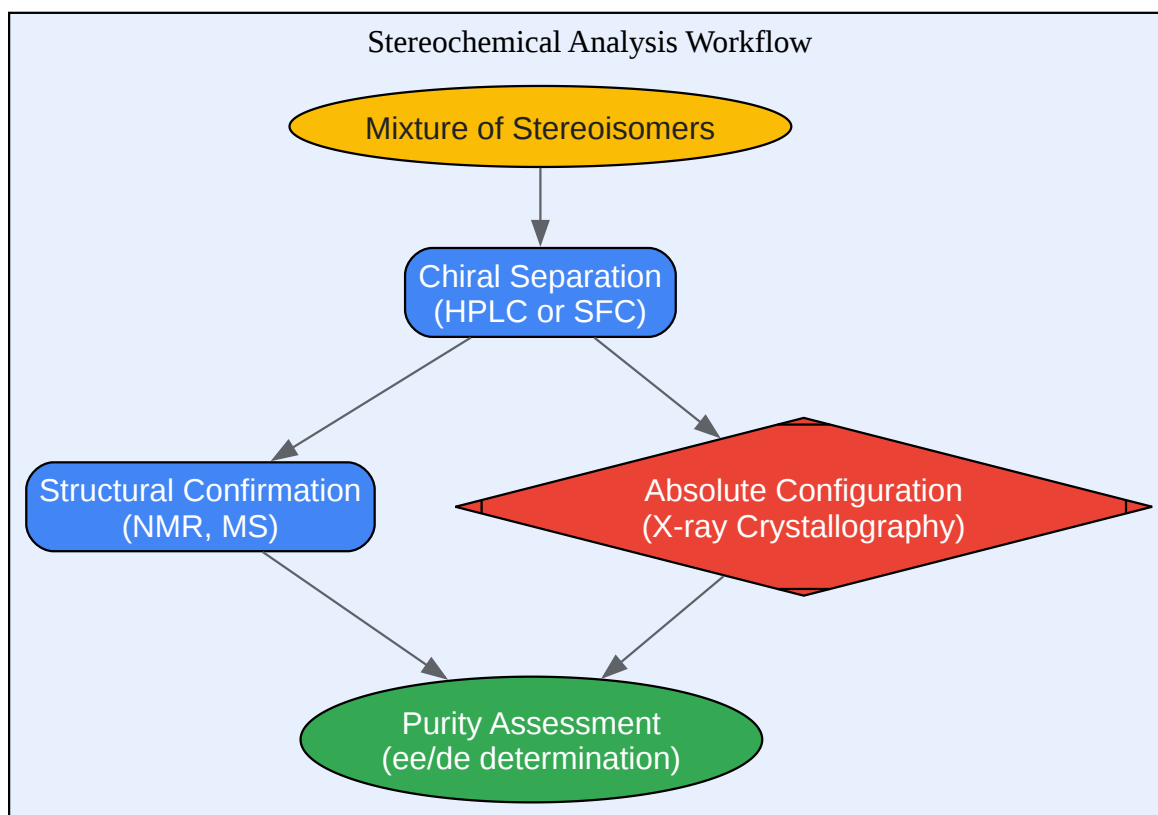 Stereochemical Analysis Workflow
Mixture of Stereoisomers
Chiral Separation
(HPLC or SFC)
Structural Confirmation
(NMR, MS)
Absolute Configuration
(X-ray Crystallography)
Purity Assessment
(ee/de determination)